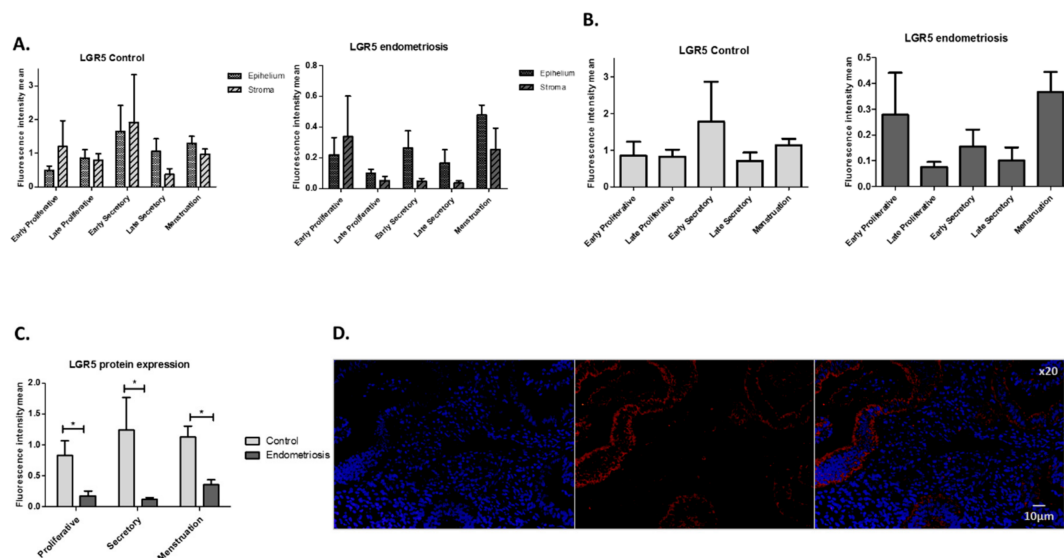 A.
LGR5 Control
Fluorescence intensity mean
4
3
2
1
0
Early Proliferative
Late Proliferative
Early Secretory
Late Secretory
Menstruation
Epihelium
Stroma
LGR5 endometriosis
Fluorescence intensity mean
0.8
0.6
0.4
0.2
0.0
Early Proliferative
Late Proliferative
Early Secretory
Late Secretory
Menstruation
Epihelium
Stroma
B.
LGR5 Control
Fluorescence intensity mean
3
2
1
0
Early Proliferative
Late Proliferative
Early Secretory
Late Secretory
Menstruation
LGR5 endometriosis
Fluorescence intensity mean
0.5
0.4
0.3
0.2
0.1
0.0
Early Proliferative
Late Proliferative
Early Secretory
Late Secretory
Menstruation
C.
LGR5 protein expression
Fluorescence intensity mean
2.0
1.5
1.0
0.5
0.0
*
*
*
Proliferative
Secretory
Menstruation
Control
Endometriosis
D.
x20
10μm